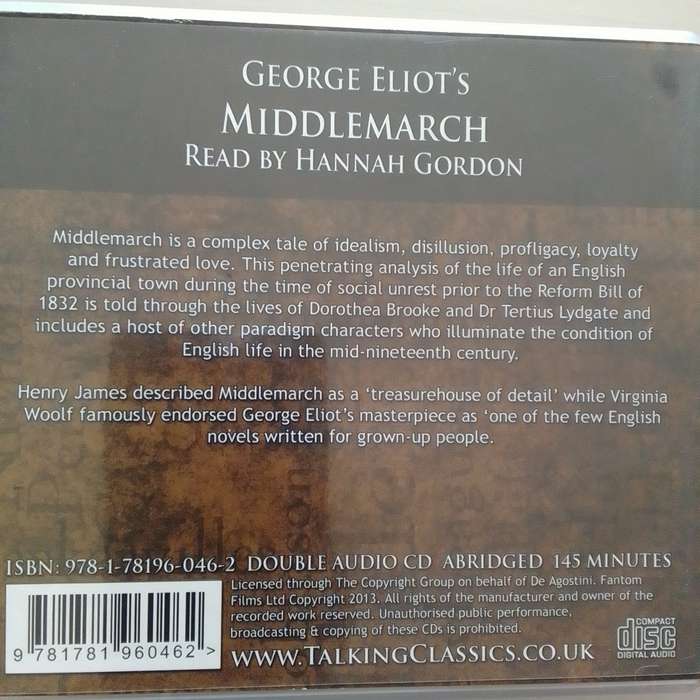 GEORGE ELIOT'S
MIDDLEMARCH
READ BY HANNAH GORDON
Middlemarch is a complex tale of idealism, disillusion, profligacy, loyalty
and frustrated love. This penetrating analysis of the life of an English
provincial town during the time of social unrest prior to the Reform Bill of
1832 is told through the lives of Dorothea Brooke and Dr Tertius Lydgate and
includes a host of other paradigm characters who illuminate the condition of
English life in the mid-nineteenth century.
Henry James described Middlemarch as a 'treasurehouse of detail' while Virginia
Woolf famously endorsed George Eliot's masterpiece as 'one of the few English
novels written for grown-up people.
ISBN: 978-1-78196-046-2 DOUBLE AUDIO CD ABRIDGED 145 MINUTES
Licensed through The Copyright Group on behalf of De Agostini. Fantom
Films Ltd Copyright 2013. All rights of the manufacturer and owner of the
recorded work reserved. Unauthorised public performance,
broadcasting & copying of these CDs is prohibited.
9 781781 960462 >
WWW.TALKINGCLASSICS.CO.UK
COMPACT
disc
DIGITAL AUDIO